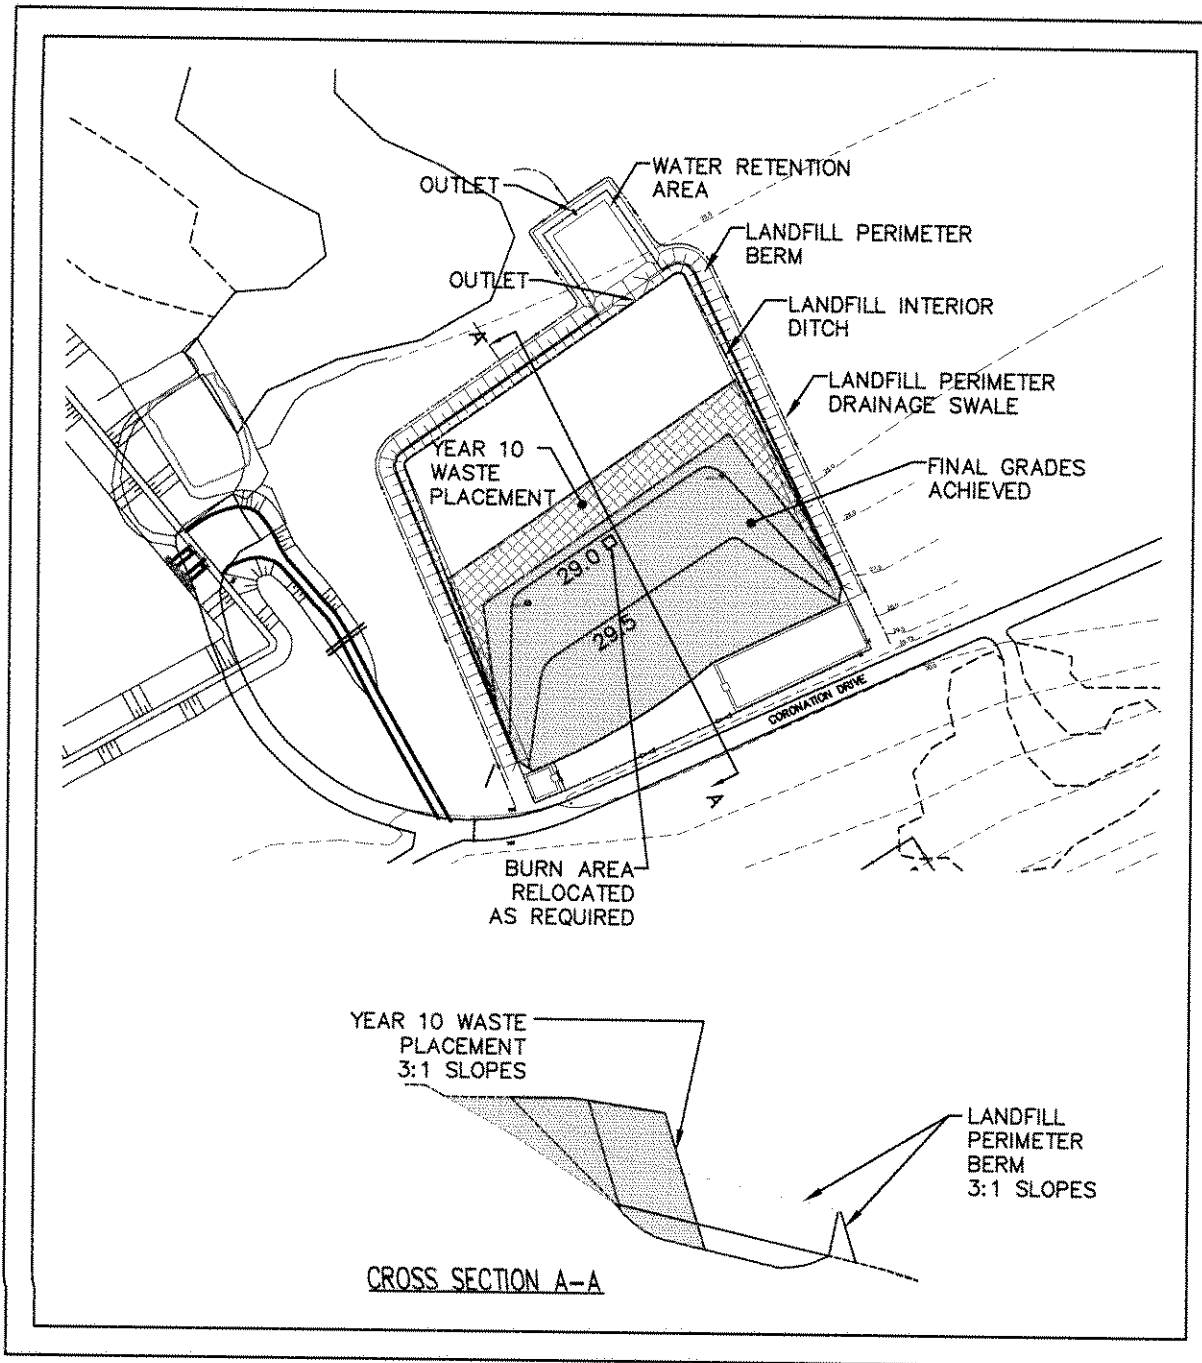 OUTLET
WATER RETENTION
AREA
LANDFILL PERIMETER
BERM
OUTLET
LANDFILL INTERIOR
DITCH
A
LANDFILL PERIMETER
DRAINAGE SWALE
YEAR 10
WASTE
PLACEMENT
FINAL GRADES
ACHIEVED
29.0
29.5
CORONATION DRIVE
A
BURN AREA
RELOCATED
AS REQUIRED
YEAR 10 WASTE
PLACEMENT
3:1 SLOPES
LANDFILL
PERIMETER
BERM
3:1 SLOPES
CROSS SECTION A-A